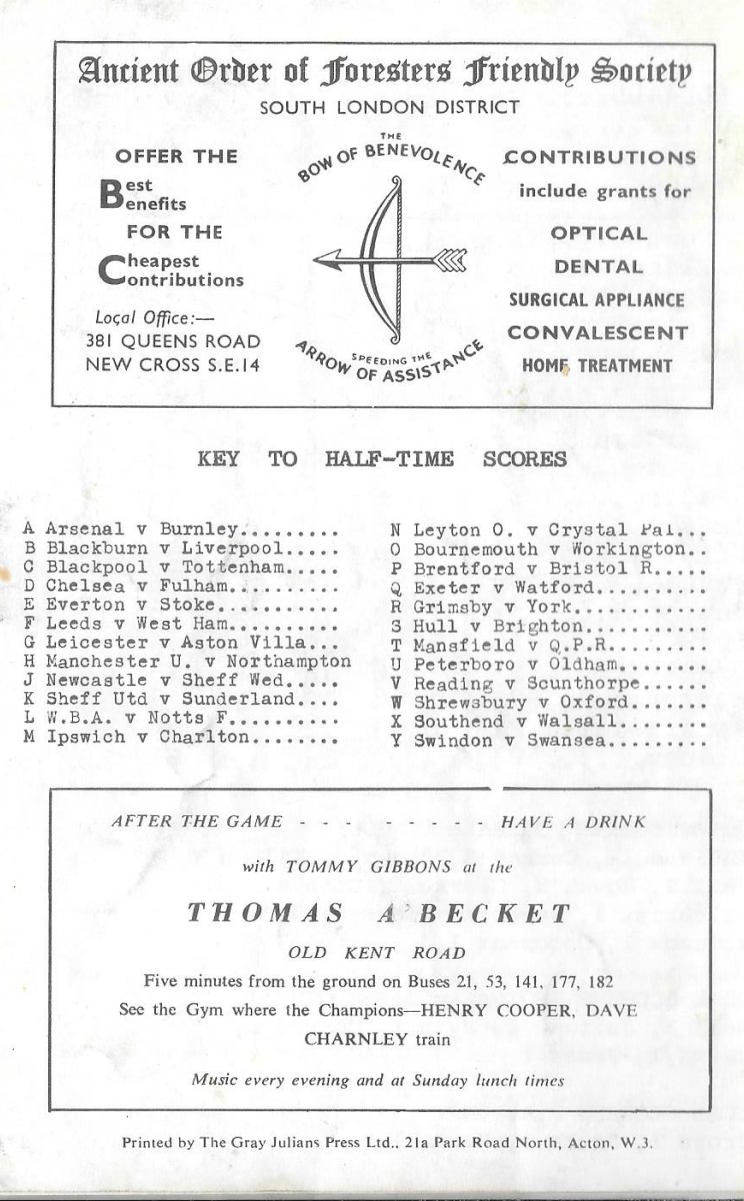 Ancient Order of Foresters Friendly Society
SOUTH LONDON DISTRICT
OFFER THE
Best
Benefits
FOR THE
Cheapest
Contributions
Local Office:—
381 QUEENS ROAD
NEW CROSS S.E.14
THE
BOW OF BENEVOLENCE
SPEEDING THE
ARROW OF ASSISTANCE
CONTRIBUTIONS
include grants for
OPTICAL
DENTAL
SURGICAL APPLIANCE
CONVALESCENT
HOME TREATMENT
KEY TO HALF-TIME SCORES
A Arsenal v Burnley.........
B Blackburn v Liverpool.....
C Blackpool v Tottenham.....
D Chelsea v Fulham..........
E Everton v Stoke...........
F Leeds v West Ham..........
G Leicester v Aston Villa...
H Manchester U. v Northampton
J Newcastle v Sheff Wed.....
K Sheff Utd v Sunderland....
L W.B.A. v Notts F..........
M Ipswich v Charlton........
N Leyton O. v Crystal Pal...
O Bournemouth v Workington..
P Brentford v Bristol R.....
Q Exeter v Watford..........
R Grimsby v York............
S Hull v Brighton...........
T Mansfield v Q.P.R.........
U Peterboro v Oldham........
V Reading v Scunthorpe......
W Shrewsbury v Oxford.......
X Southend v Walsall........
Y Swindon v Swansea.........
AFTER THE GAME - - - - - - - - - HAVE A DRINK
with TOMMY GIBBONS at the
THOMAS A'BECKET
OLD KENT ROAD
Five minutes from the ground on Buses 21, 53, 141, 177, 182
See the Gym where the Champions—HENRY COOPER, DAVE
CHARNLEY train
Music every evening and at Sunday lunch times
Printed by The Gray Julians Press Ltd., 21a Park Road North, Acton, W.3.